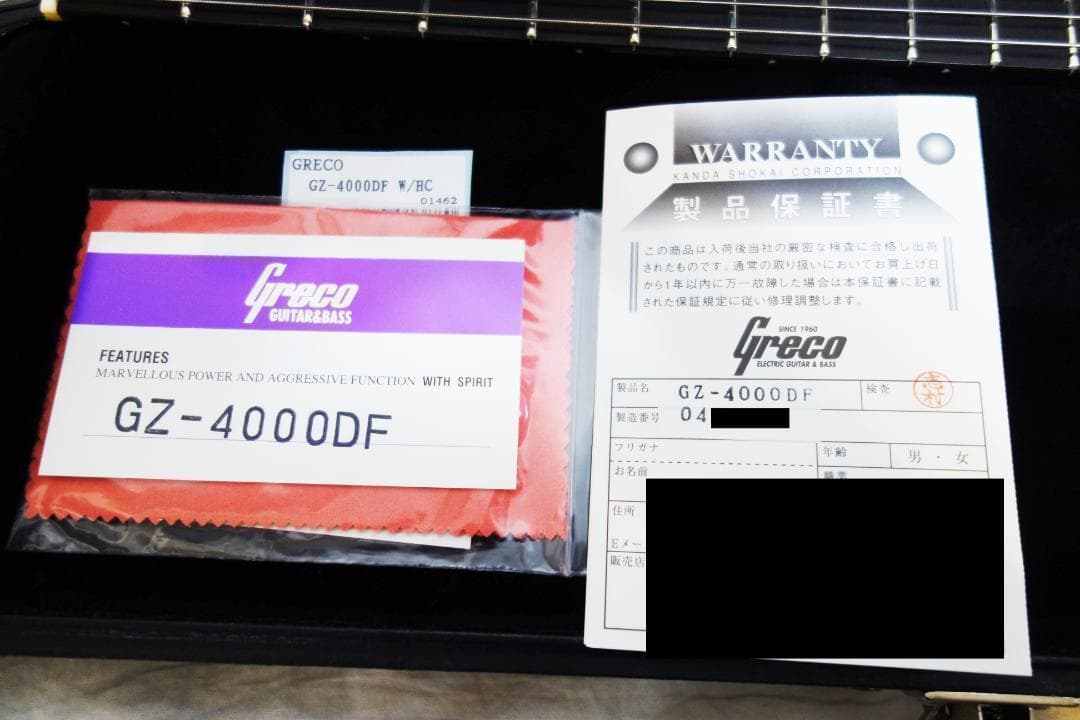 GRECO
GZ-4000DF W/HC
01462
Greco
GUITAR&BASS
FEATURES
MARVELLOUS POWER AND AGGRESSIVE FUNCTION WITH SPIRIT
GZ-4000DF
WARRANTY
KANDA SHOKAI CORPORATION
製品保証書
この商品は入荷後当社の厳密な検査に合格し出荷
されたものです。通常の取り扱いにおいてお買上げ日
から1年以内に万一故障した場合は本保証書に記載
された保証規定に従い修理調整します。
SINCE 1960
Greco
ELECTRIC GUITAR & BASS
製品名 GZ-4000DF 検査 志村
製造番号 04
フリガナ 年齢 男・女
お名前 職業
住所
Eメー
販売店